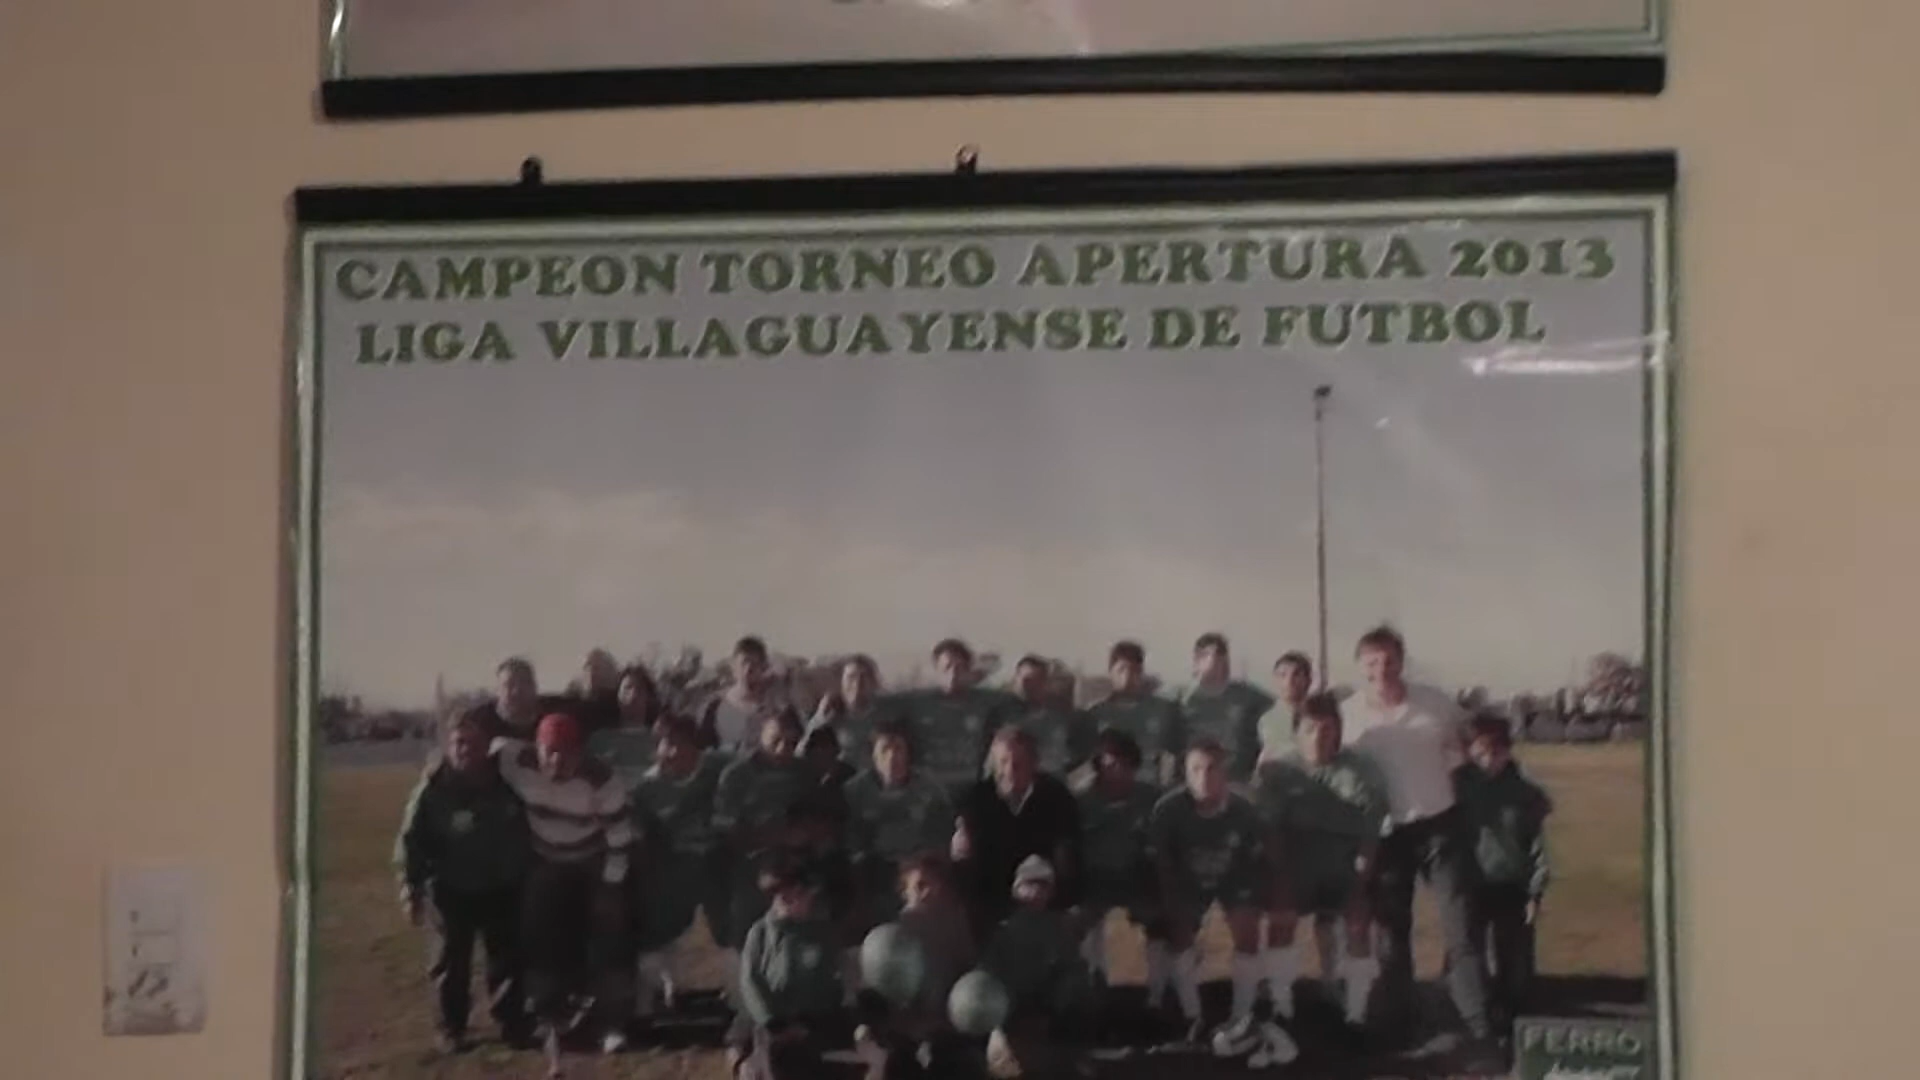 CAMPEON TORNEO APERTURA 2013
LIGA VILLAGUAYENSE DE FUTBOL
FERRO